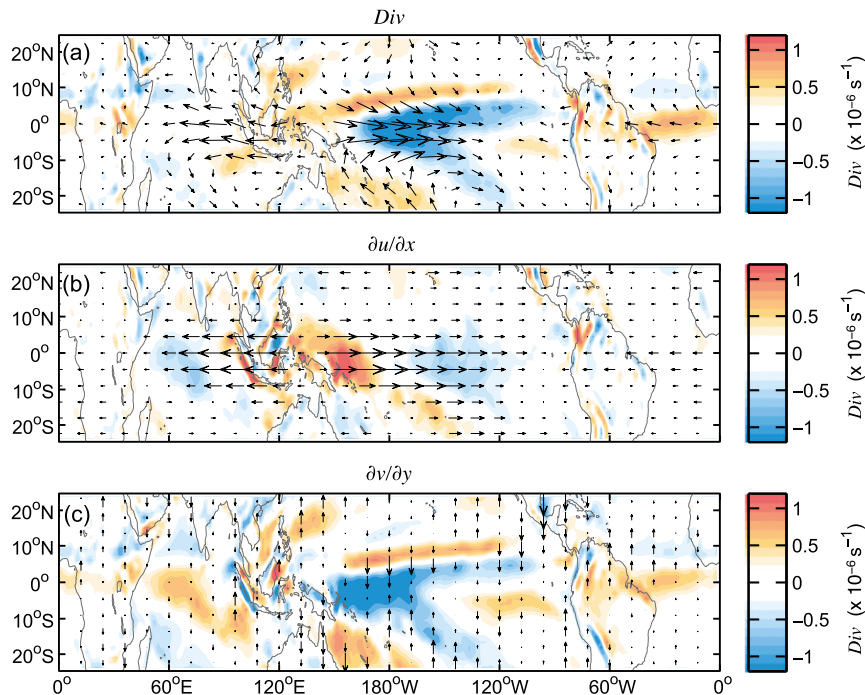 Div
(a)
20°N
10°N
0°
10°S
20°S
1
0.5
0
−0.5
−1
Div (x 10⁻⁶ s⁻¹)
∂u/∂x
(b)
20°N
10°N
0°
10°S
20°S
1
0.5
0
−0.5
−1
Div (x 10⁻⁶ s⁻¹)
∂v/∂y
(c)
20°N
10°N
0°
10°S
20°S
0° 60°E 120°E 180°W 120°W 60°W 0°
1
0.5
0
−0.5
−1
Div (x 10⁻⁶ s⁻¹)